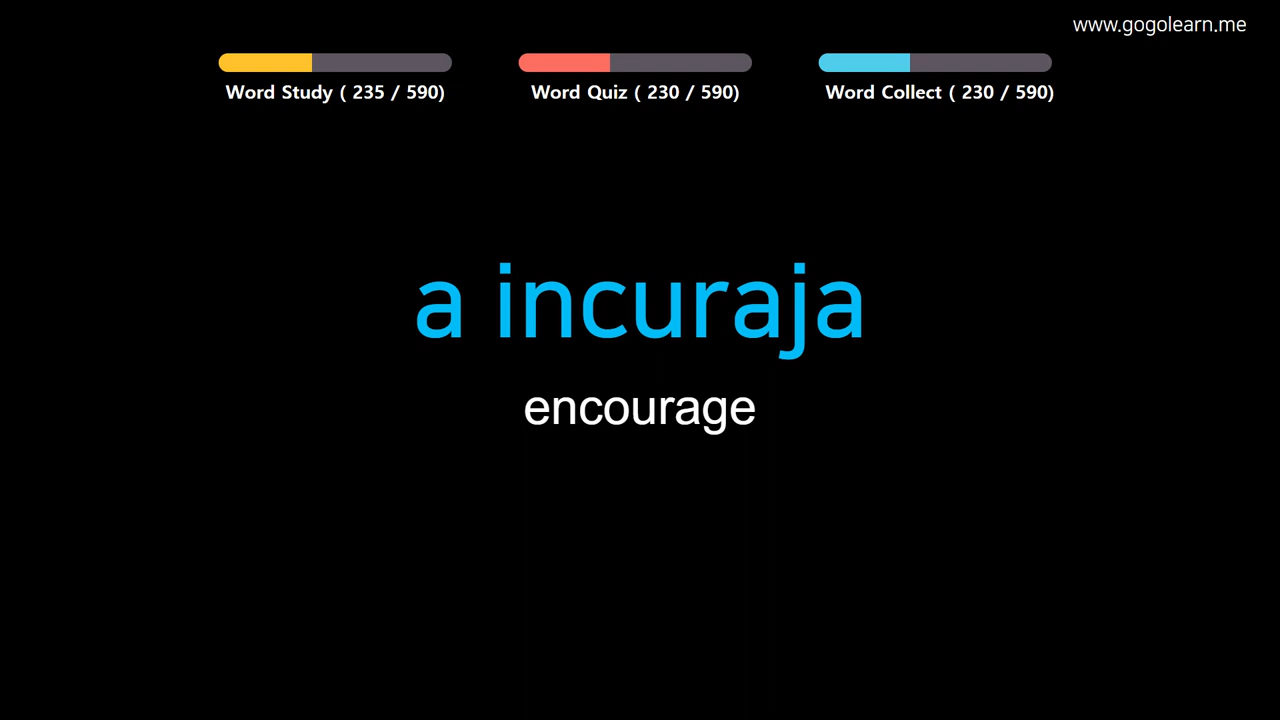 www.gogolearn.me
Word Study ( 235 / 590)
Word Quiz ( 230 / 590)
Word Collect ( 230 / 590)
a incuraja
encourage